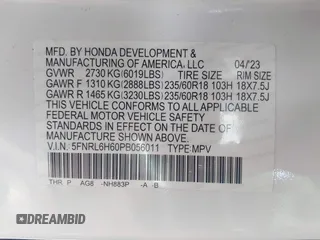 MFD. BY HONDA DEVELOPMENT &
MANUFACTURING OF AMERICA, LLC 04/23
GVWR 2730 KG(6019LBS) TIRE SIZE RIM SIZE
GAWR F 1310 KG(2888LBS) 235/60R18 103H 18X7.5J
GAWR R 1465 KG(3230LBS) 235/60R18 103H 18X7.5J
THIS VEHICLE CONFORMS TO ALL APPLICABLE
FEDERAL MOTOR VEHICLE SAFETY AND THEFT
PREVENTION STANDARDS IN EFFECT ON THE DATE OF
MANUFACTURE SHOWN ABOVE.
V.I.N. 5FNRL6H60PB056011 TYPE MPV
THR P AG8 -NH883P -A -B
DREAMBID